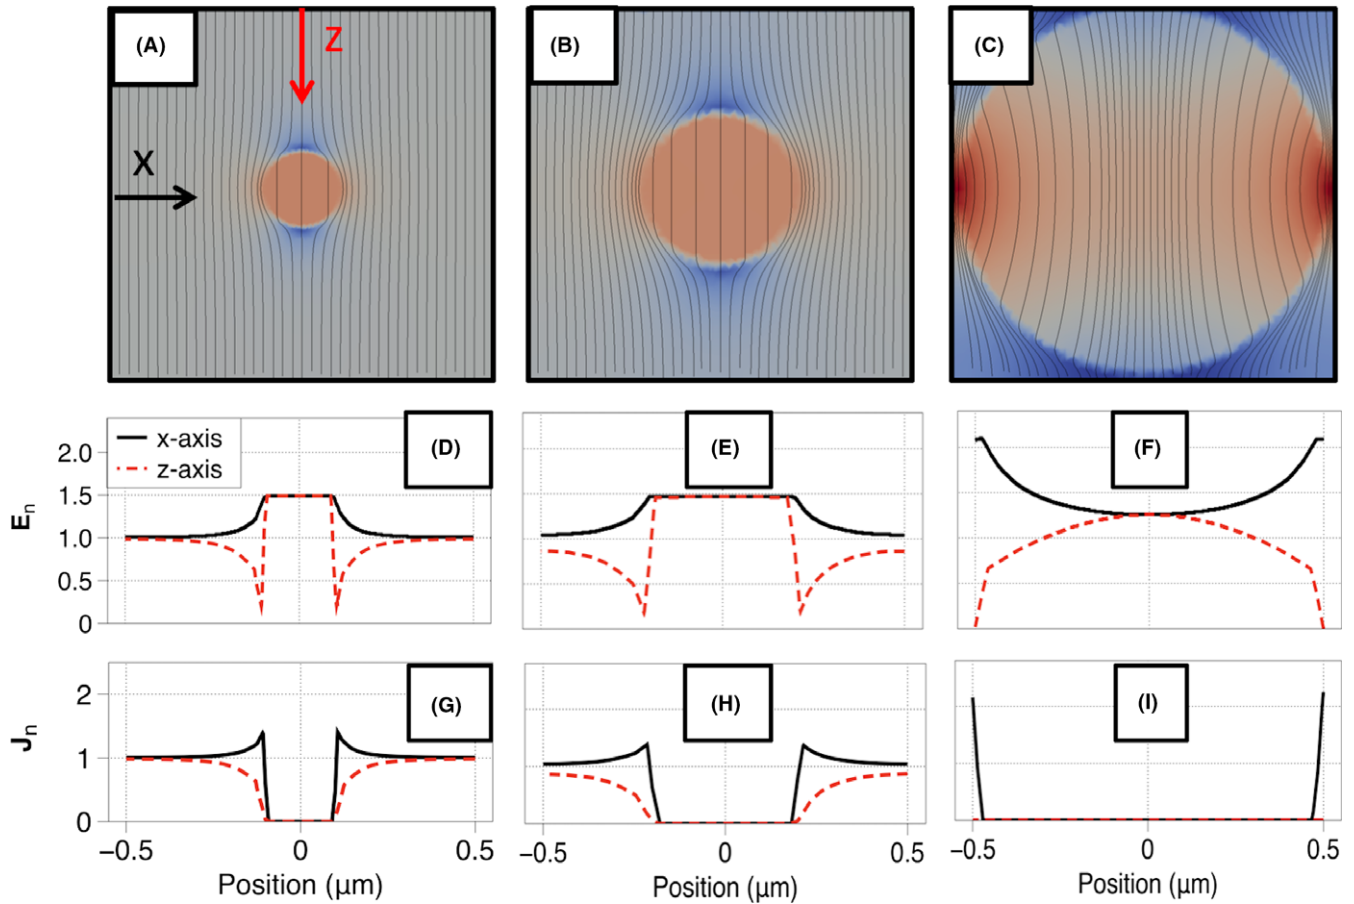 (A)
Z
X
(B)
(C)
x-axis
z-axis
(D)
(E)
(F)
2.0
1.5
1.0
0.5
0
En
(G)
(H)
(I)
2
1
0
Jn
−0.5 0 0.5
Position (µm)
−0.5 0 0.5
Position (µm)
−0.5 0 0.5
Position (µm)